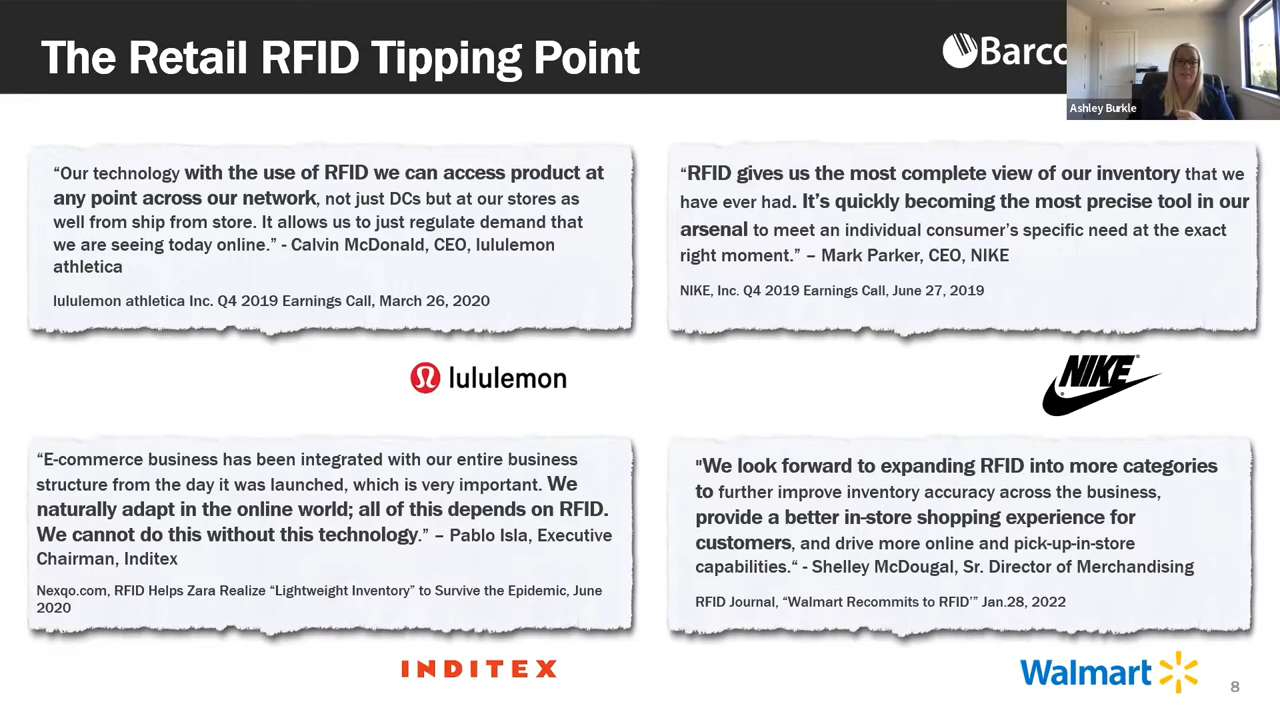 The Retail RFID Tipping Point
Barco
Ashley Burkle
“Our technology with the use of RFID we can access product at
any point across our network, not just DCs but at our stores as
well from ship from store. It allows us to just regulate demand that
we are seeing today online.” - Calvin McDonald, CEO, lululemon
athletica
lululemon athletica Inc. Q4 2019 Earnings Call, March 26, 2020
lululemon
“RFID gives us the most complete view of our inventory that we
have ever had. It’s quickly becoming the most precise tool in our
arsenal to meet an individual consumer’s specific need at the exact
right moment.” – Mark Parker, CEO, NIKE
NIKE, Inc. Q4 2019 Earnings Call, June 27, 2019
NIKE
“E-commerce business has been integrated with our entire business
structure from the day it was launched, which is very important. We
naturally adapt in the online world; all of this depends on RFID.
We cannot do this without this technology.” – Pablo Isla, Executive
Chairman, Inditex
Nexqo.com, RFID Helps Zara Realize “Lightweight Inventory” to Survive the Epidemic, June
2020
INDITEX
"We look forward to expanding RFID into more categories
to further improve inventory accuracy across the business,
provide a better in-store shopping experience for
customers, and drive more online and pick-up-in-store
capabilities.“ - Shelley McDougal, Sr. Director of Merchandising
RFID Journal, “Walmart Recommits to RFID’” Jan.28, 2022
Walmart
8